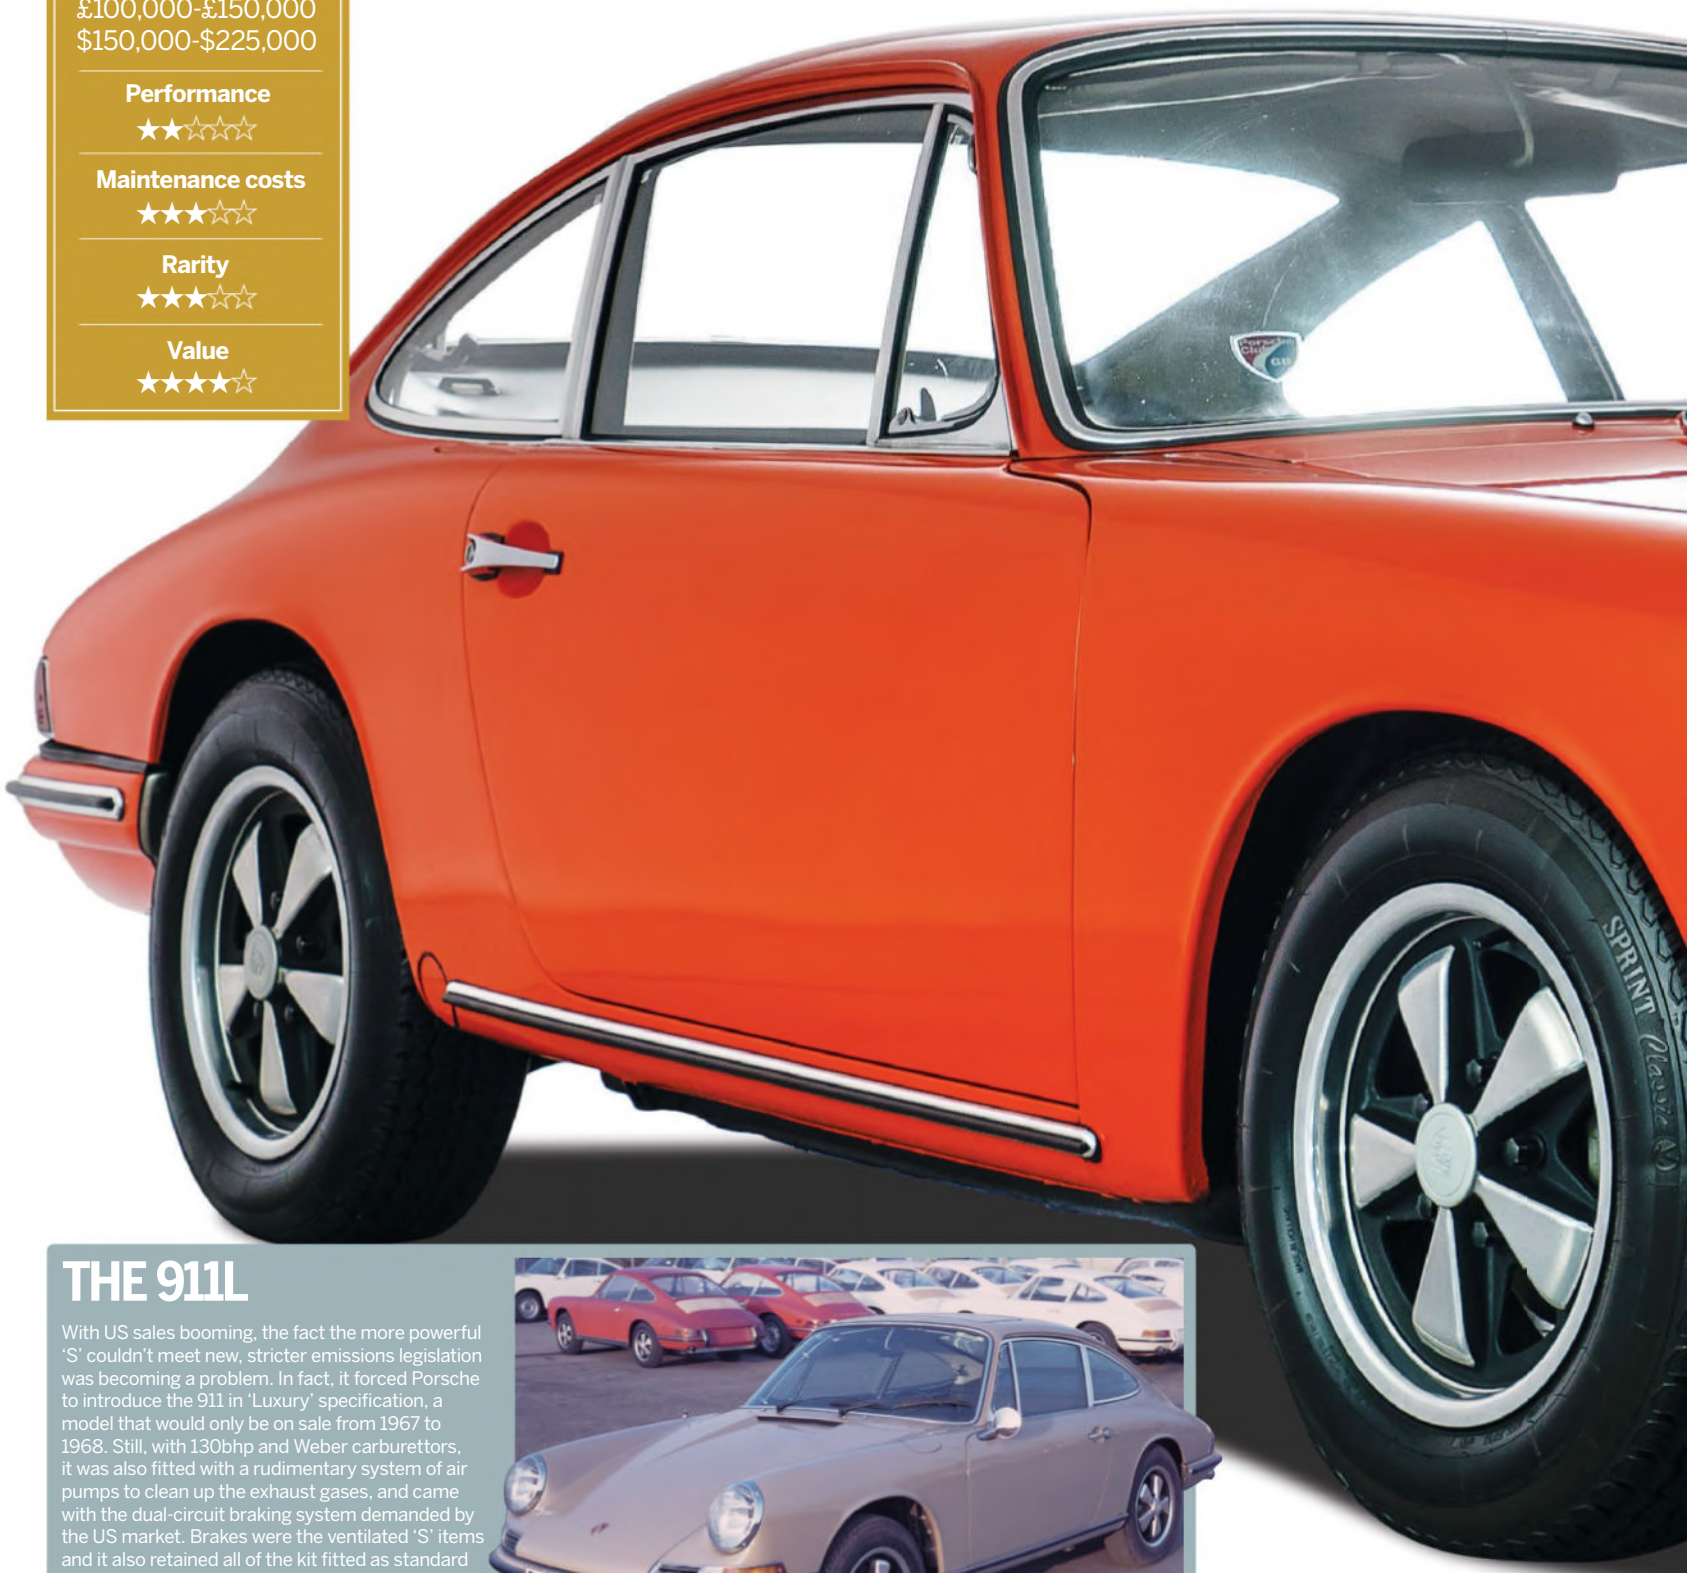 £100,000-£150,000
$150,000-$225,000
Performance
★★☆☆☆
Maintenance costs
★★★☆☆
Rarity
★★★☆☆
Value
★★★★☆
Porsche
Club
GB
SPRINT Classic
THE 911L
With US sales booming, the fact the more powerful
‘S’ couldn’t meet new, stricter emissions legislation
was becoming a problem. In fact, it forced Porsche
to introduce the 911 in ‘Luxury’ specification, a
model that would only be on sale from 1967 to
1968. Still, with 130bhp and Weber carburettors,
it was also fitted with a rudimentary system of air
pumps to clean up the exhaust gases, and came
with the dual-circuit braking system demanded by
the US market. Brakes were the ventilated ‘S’ items
and it also retained all of the kit fitted as standard